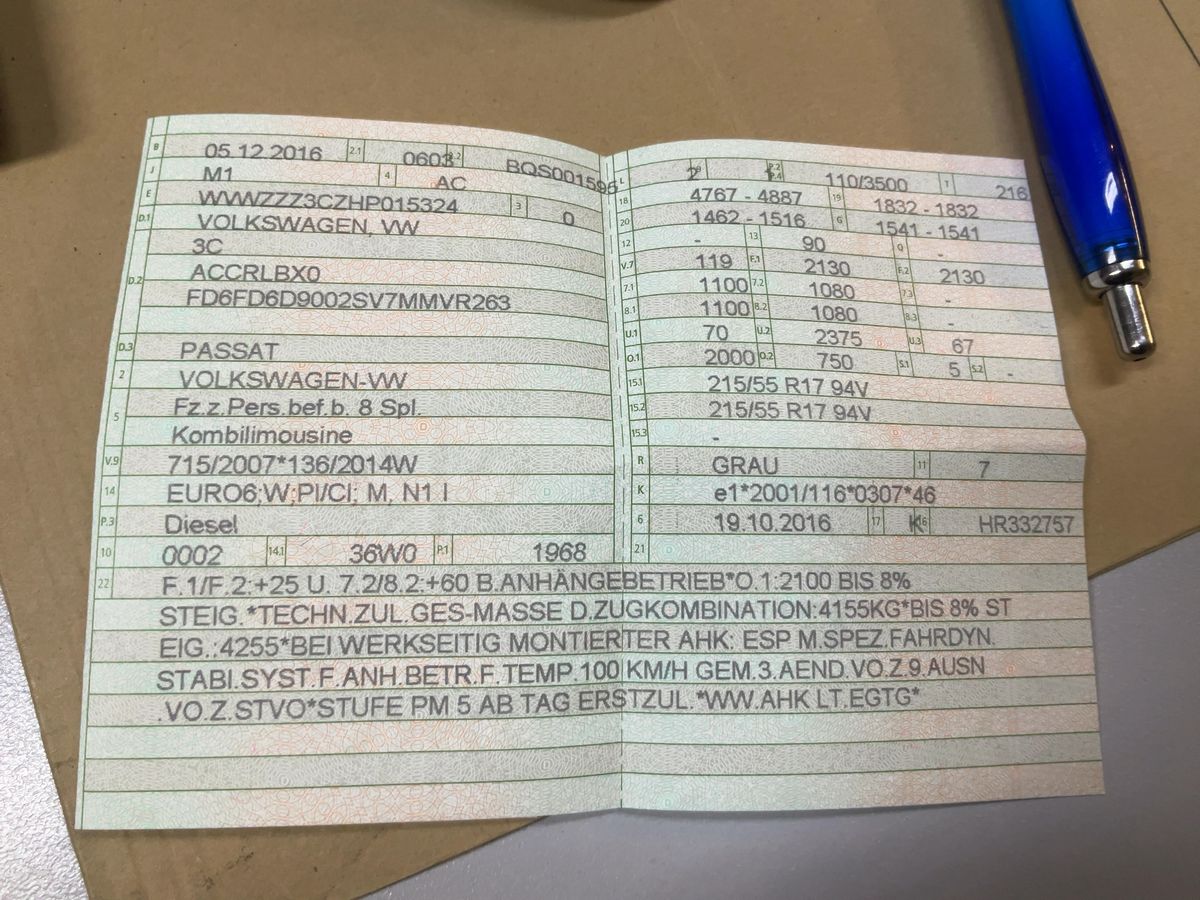 B 05.12.2016 2.1 0603 2.2 BQS001595
J M1 4 AC
E WVWZZZ3CZHP015324 3 0
D.1 VOLKSWAGEN, VW
3C
D.2 ACCRLBX0
FD6FD6D9002SV7MMVR263
D.3 PASSAT
2 VOLKSWAGEN-VW
5 Fz.z.Pers.bef.b. 8 Spl.
Kombilimousine
V.9 715/2007*136/2014W
14 EURO6;W;PI/CI; M, N1 I
P.3 Diesel
10 0002 14.1 36W0 P.1 1968
L 2 9 P.2 P.4 110/3500 T 216
18 4767 - 4887 19 1832 - 1832
20 1462 - 1516 G 1541 - 1541
12 - 13 90 Q -
V.7 119 F.1 2130 F.2 2130
7.1 1100 7.2 1080 7.3 -
8.1 1100 8.2 1080 8.3 -
U.1 70 U.2 2375 U.3 67
O.1 2000 O.2 750 S.1 5 S.2 -
15.1 215/55 R17 94V
15.2 215/55 R17 94V
15.3 -
R GRAU 11 7
K e1*2001/116*0307*46
6 19.10.2016 17 K 16 HR332757
21
22 F.1/F.2:+25 U. 7.2/8.2:+60 B.ANHÄNGEBETRIEB*O.1:2100 BIS 8%
STEIG.*TECHN.ZUL.GES-MASSE D.ZUGKOMBINATION:4155KG*BIS 8% ST
EIG.:4255*BEI WERKSEITIG MONTIERTER AHK: ESP M.SPEZ.FAHRDYN.
STABI.SYST.F.ANH.BETR.F.TEMP.100 KM/H GEM.3.AEND.VO.Z.9.AUSN
.VO.Z.STVO*STUFE PM 5 AB TAG ERSTZUL.*WW.AHK LT.EGTG*